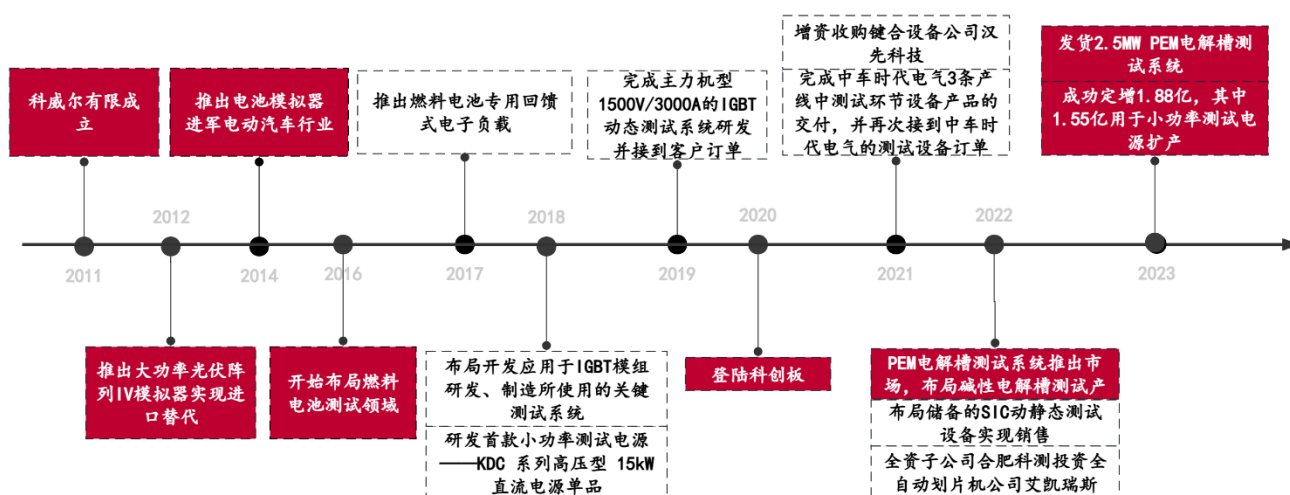 科威尔有限成
立
推出电池模拟器
进军电动汽车行业
推出燃料电池专用回馈
式电子负载
完成主力机型
1500V/3000A的IGBT
动态测试系统研发
并接到客户订单
增资收购键合设备公司汉
先科技
完成中车时代电气3条产
线中测试环节设备产品的
交付，并再次接到中车时
代电气的测试设备订单
发货2.5MW PEM电解槽测
试系统
成功定增1.88亿，其中
1.55亿用于小功率测试电
源扩产
2012
2018
2020
2022
2011
2014
2016
2017
2019
2021
2023
推出大功率光伏阵
列IV模拟器实现进
口替代
开始布局燃料
电池测试领域
布局开发应用于IGBT模组
研发、制造所使用的关键
测试系统
研发首款小功率测试电源
——KDC 系列高压型 15kW
直流电源单品
登陆科创板
PEM电解槽测试系统推出市
场，布局碱性电解槽测试产
布局储备的SIC动静态测试
设备实现销售
全资子公司合肥科测投资全
自动划片机公司艾凯瑞斯